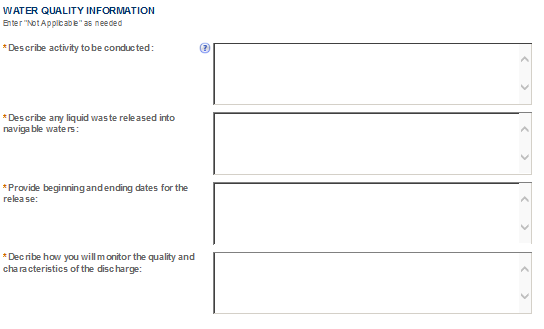 WATER QUALITY INFORMATION
Enter "Not Applicable" as needed
*Describe activity to be conducted: ?
*Describe any liquid waste released into
navigable waters:
*Provide beginning and ending dates for the
release:
*Decribe how you will monitor the quality and
characteristics of the discharge: